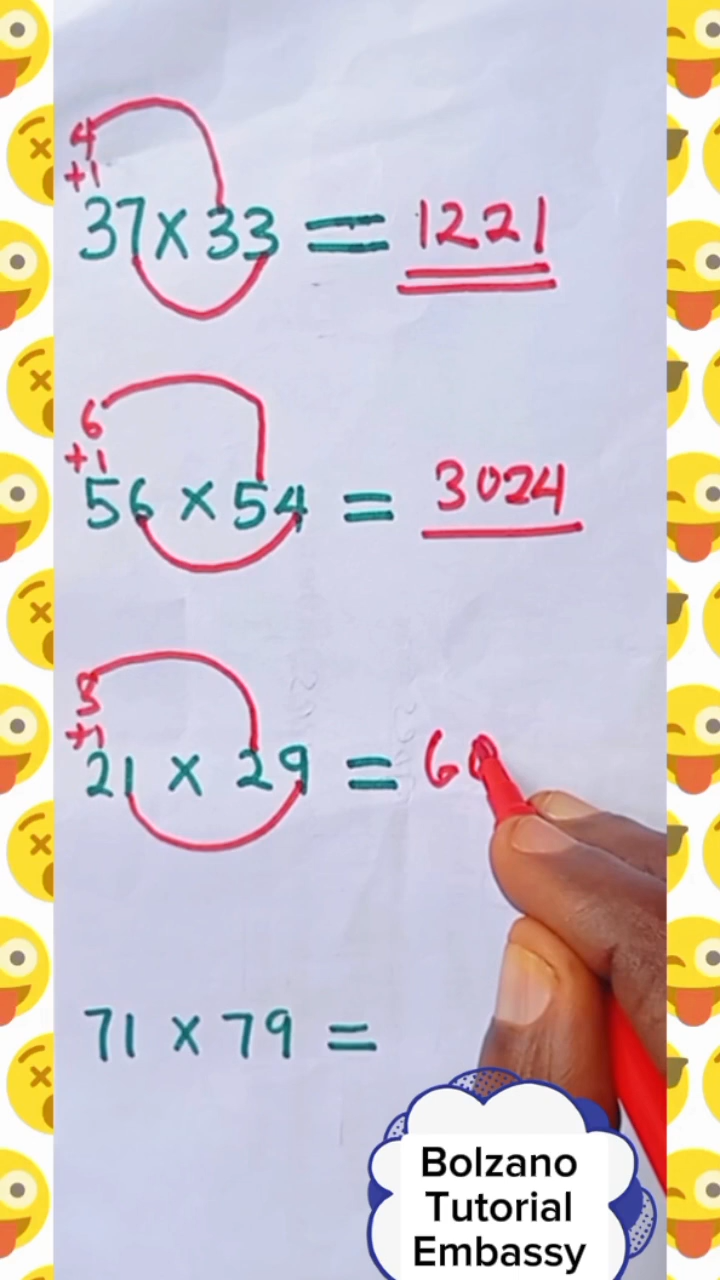 4
+1
37 x 33 = 1221
6
+1
56 x 54 = 3024
3
+1
21 x 29 = 60
71 x 79 =
Bolzano
Tutorial
Embassy